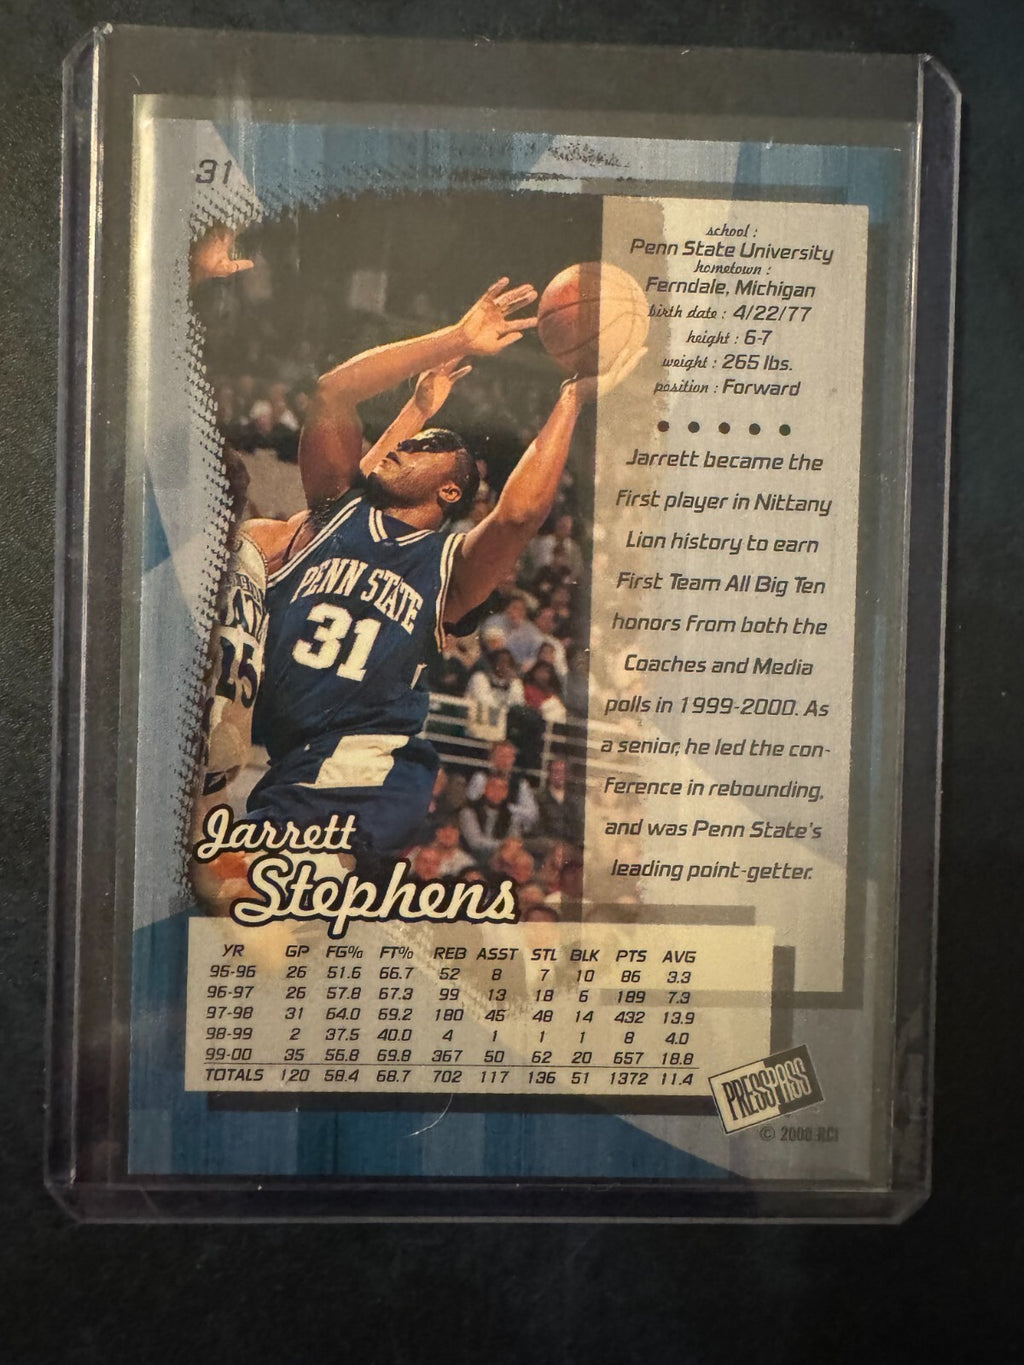 31
school :
Penn State University
hometown :
Ferndale, Michigan
birth date : 4/22/77
height : 6-7
weight : 265 lbs.
position : Forward
Jarrett became the
First player in Nittany
Lion history to earn
First Team All Big Ten
honors From both the
Coaches and Media
polls in 1999-2000. As
a senior, he led the con-
Ference in rebounding,
and was Penn State's
leading point-getter.
PENN STATE
31
25
Jarrett
Stephens
YR GP FG% FT% REB ASST STL BLK PTS AVG
95-96 26 51.6 66.7 52 8 7 10 86 3.3
96-97 26 57.8 67.3 99 13 18 6 189 7.3
97-98 31 64.0 69.2 180 45 48 14 432 13.9
98-99 2 37.5 40.0 4 1 1 1 8 4.0
99-00 35 56.8 69.8 367 50 62 20 657 18.8
TOTALS 120 58.4 68.7 702 117 136 51 1372 11.4
PRESS PASS
© 2000 RCI